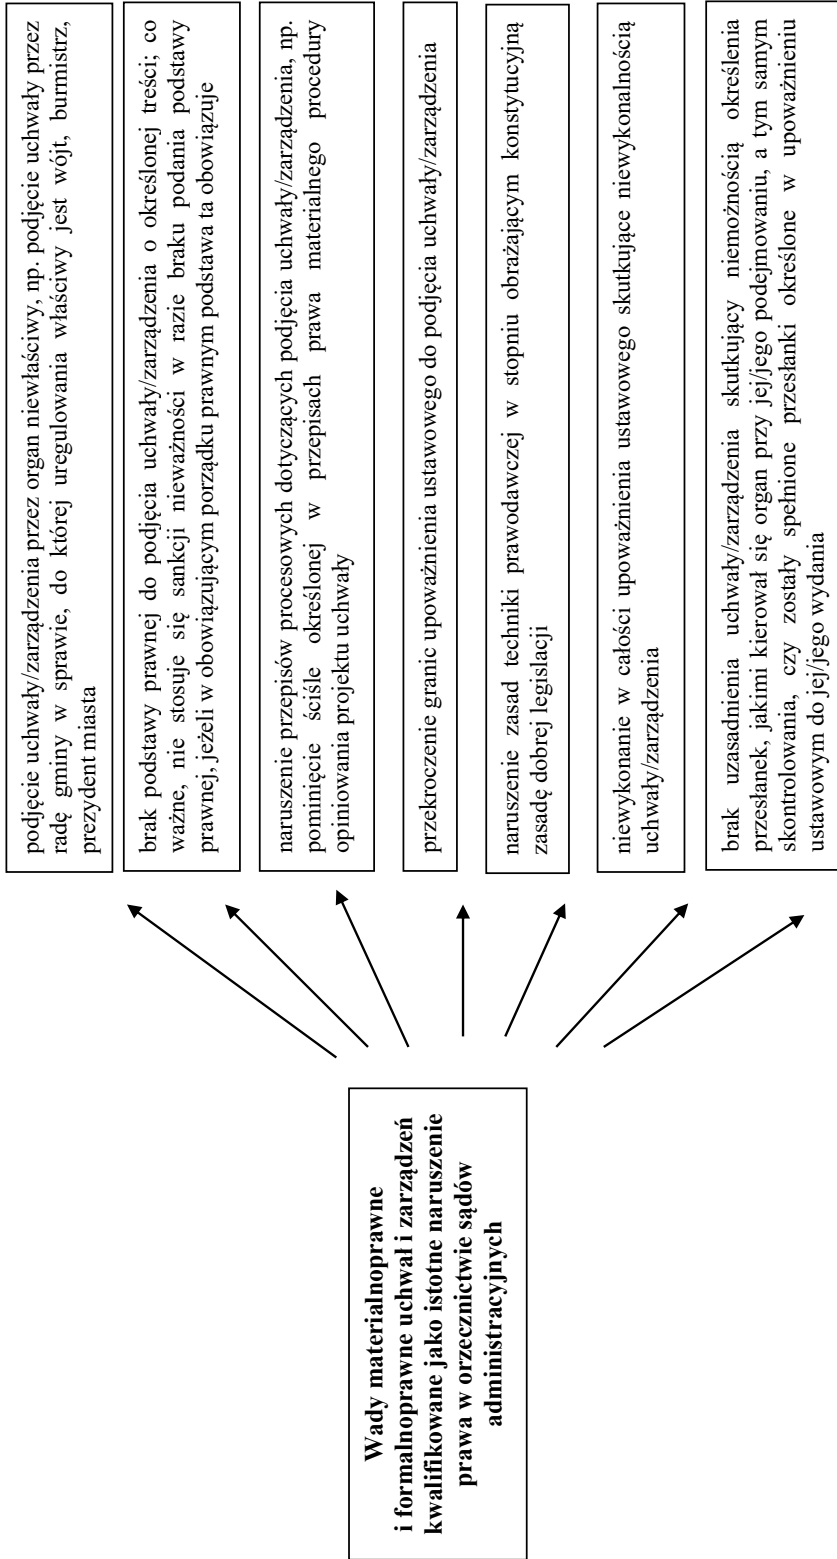 Wady materialnoprawne
i formalnoprawne uchwał i zarządzeń
kwalifikowane jako istotne naruszenie
prawa w orzecznictwie sądów
administracyjnych
podjęcie uchwały/zarządzenia przez organ niewłaściwy, np. podjęcie uchwały przez
radę gminy w sprawie, do której uregulowania właściwy jest wójt, burmistrz,
prezydent miasta
brak podstawy prawnej do podjęcia uchwały/zarządzenia o określonej treści; co
ważne, nie stosuje się sankcji nieważności w razie braku podania podstawy
prawnej, jeżeli w obowiązującym porządku prawnym podstawa ta obowiązuje
naruszenie przepisów procesowych dotyczących podjęcia uchwały/zarządzenia, np.
pominięcie ściśle określonej w przepisach prawa materialnego procedury
opiniowania projektu uchwały
przekroczenie granic upoważnienia ustawowego do podjęcia uchwały/zarządzenia
naruszenie zasad techniki prawodawczej w stopniu obrażającym konstytucyjną
zasadę dobrej legislacji
niewykonanie w całości upoważnienia ustawowego skutkujące niewykonalnością
uchwały/zarządzenia
brak uzasadnienia uchwały/zarządzenia skutkujący niemożnością określenia
przesłanek, jakimi kierował się organ przy jej/jego podejmowaniu, a tym samym
skontrolowania, czy zostały spełnione przesłanki określone w upoważnieniu
ustawowym do jej/jego wydania